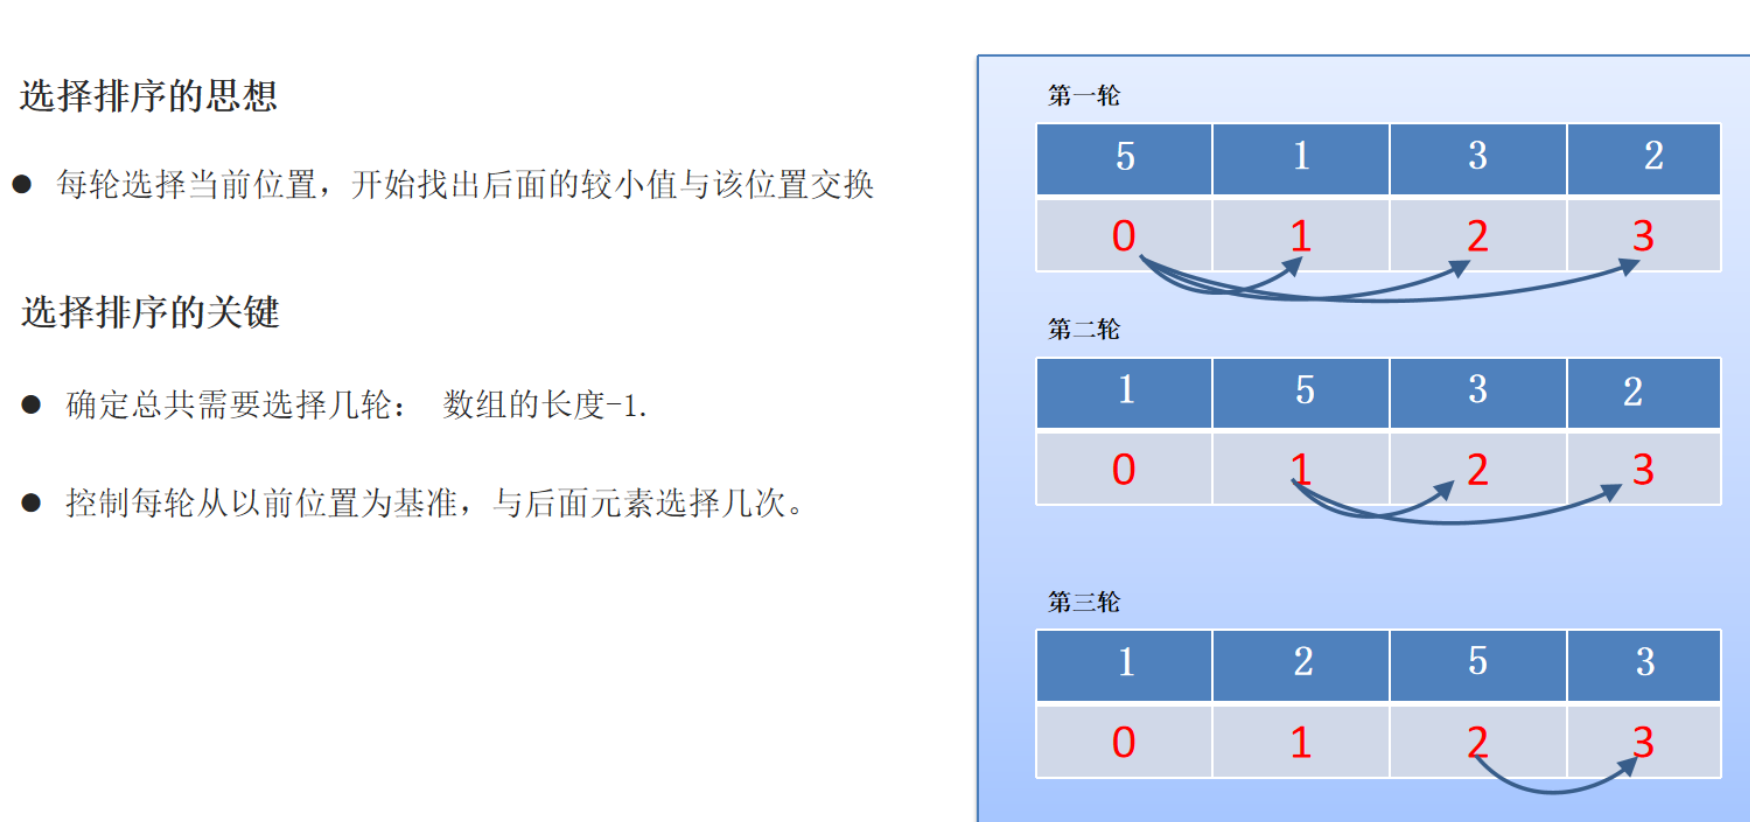 选择排序的思想
● 每轮选择当前位置，开始找出后面的较小值与该位置交换
选择排序的关键
● 确定总共需要选择几轮： 数组的长度-1.
● 控制每轮从以前位置为基准，与后面元素选择几次。
第一轮
5 1 3 2
0 1 2 3
第二轮
1 5 3 2
0 1 2 3
第三轮
1 2 5 3
0 1 2 3